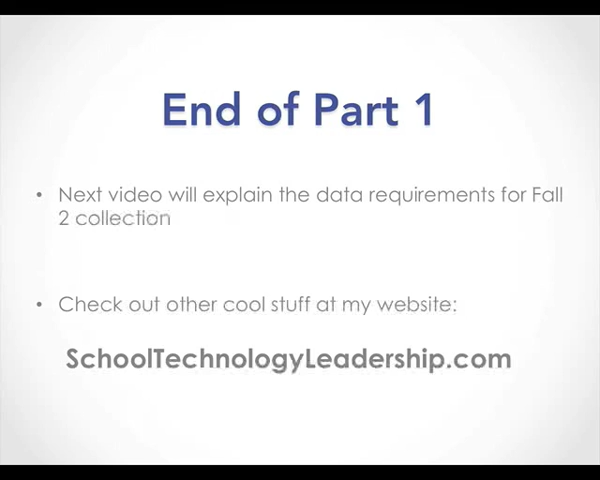 End of Part 1
• Next video will explain the data requirements for Fall
2 collection
• Check out other cool stuff at my website:
SchoolTechnologyLeadership.com